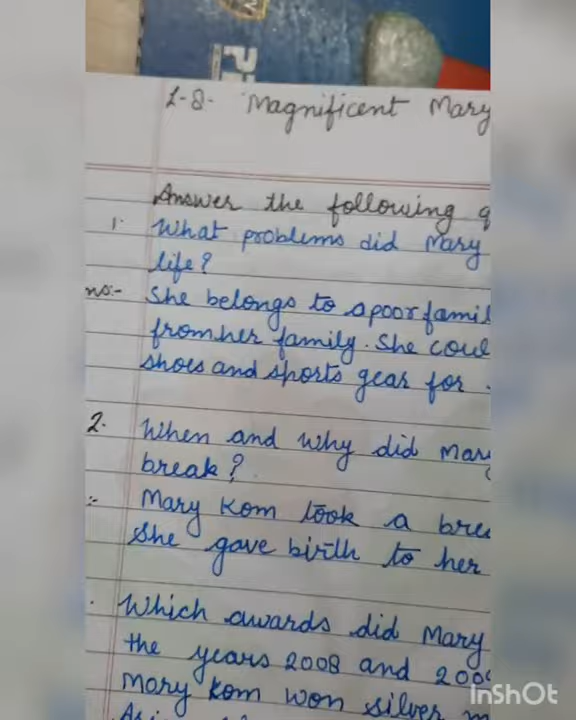 L-8- Magnificent Mary
Answer the following q
1. What problems did Mary
life?
ns:- She belongs to a poor famil
from her family. She coul
shoes and sports gear for
2. When and why did Mary
break?
:- Mary Kom took a bre
She gave birth to her
. Which awards did Mary
the years 2008 and 200
Mary Kom won silver m
InShOt